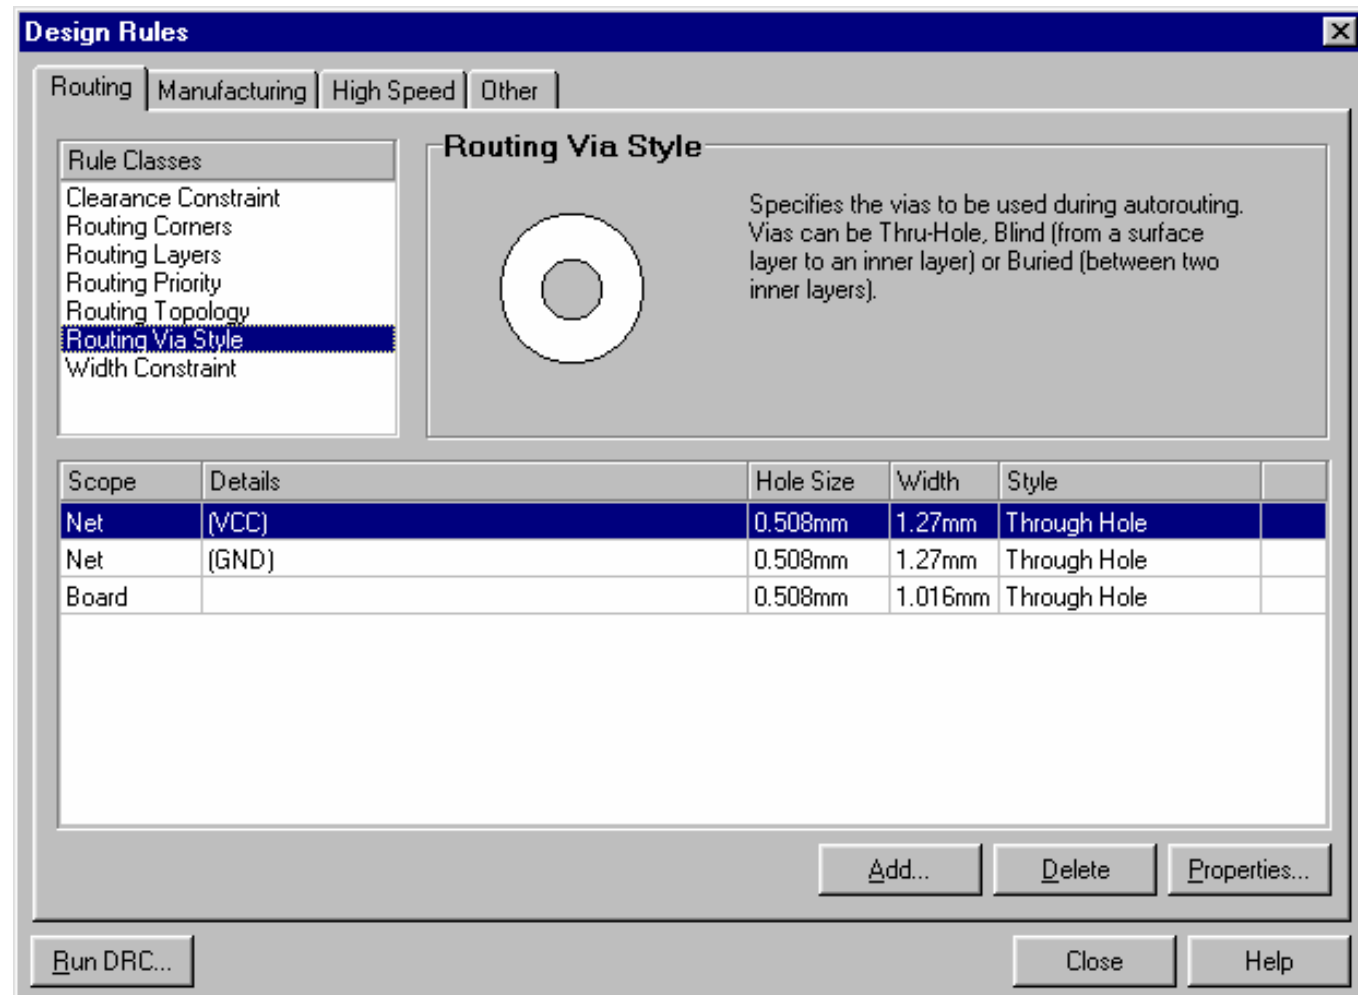 Design Rules
Routing Manufacturing High Speed Other
Rule Classes
Clearance Constraint
Routing Corners
Routing Layers
Routing Priority
Routing Topology
Routing Via Style
Width Constraint
Routing Via Style
Specifies the vias to be used during autorouting.
Vias can be Thru-Hole, Blind (from a surface
layer to an inner layer) or Buried (between two
inner layers).
Scope Details Hole Size Width Style
Net (VCC) 0.508mm 1.27mm Through Hole
Net (GND) 0.508mm 1.27mm Through Hole
Board 0.508mm 1.016mm Through Hole
Add... Delete Properties...
Run DRC... Close Help